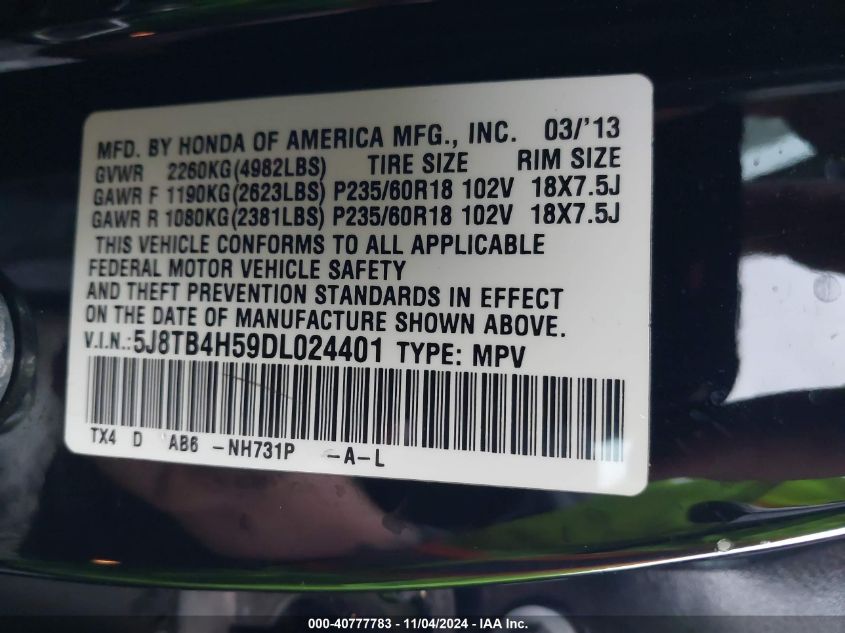 MFD. BY HONDA OF AMERICA MFG., INC. 03/'13
GVWR 2260KG(4982LBS) TIRE SIZE RIM SIZE
GAWR F 1190KG(2623LBS) P235/60R18 102V 18X7.5J
GAWR R 1080KG(2381LBS) P235/60R18 102V 18X7.5J
THIS VEHICLE CONFORMS TO ALL APPLICABLE
FEDERAL MOTOR VEHICLE SAFETY
AND THEFT PREVENTION STANDARDS IN EFFECT
ON THE DATE OF MANUFACTURE SHOWN ABOVE.
V.I.N.:5J8TB4H59DL024401 TYPE: MPV
TX4 D AB6 -NH731P -A-L
000-40777783 - 11/04/2024 - IAA Inc.